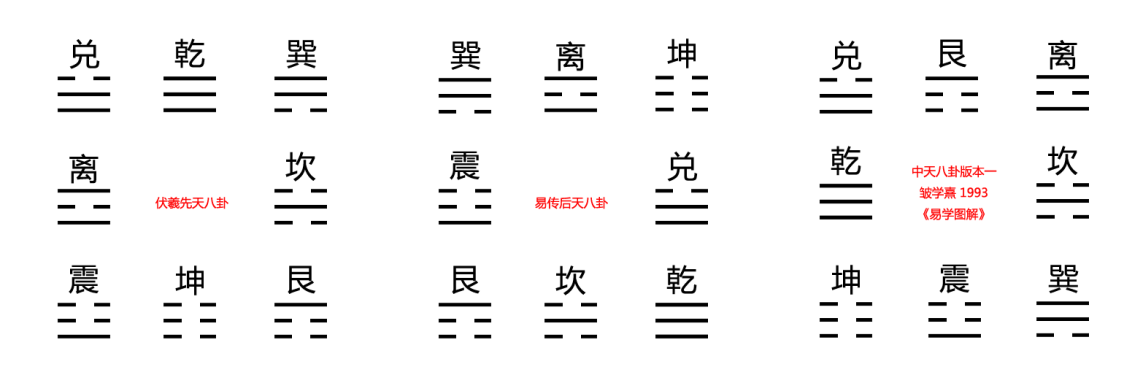 兑 乾 巽
离 坎
伏羲先天八卦
震 坤 艮
巽 离 坤
震 兑
易传后天八卦
艮 坎 乾
兑 艮 离
乾 坎
中天八卦版本一
皱学熹 1993
《易学图解》
坤 震 巽